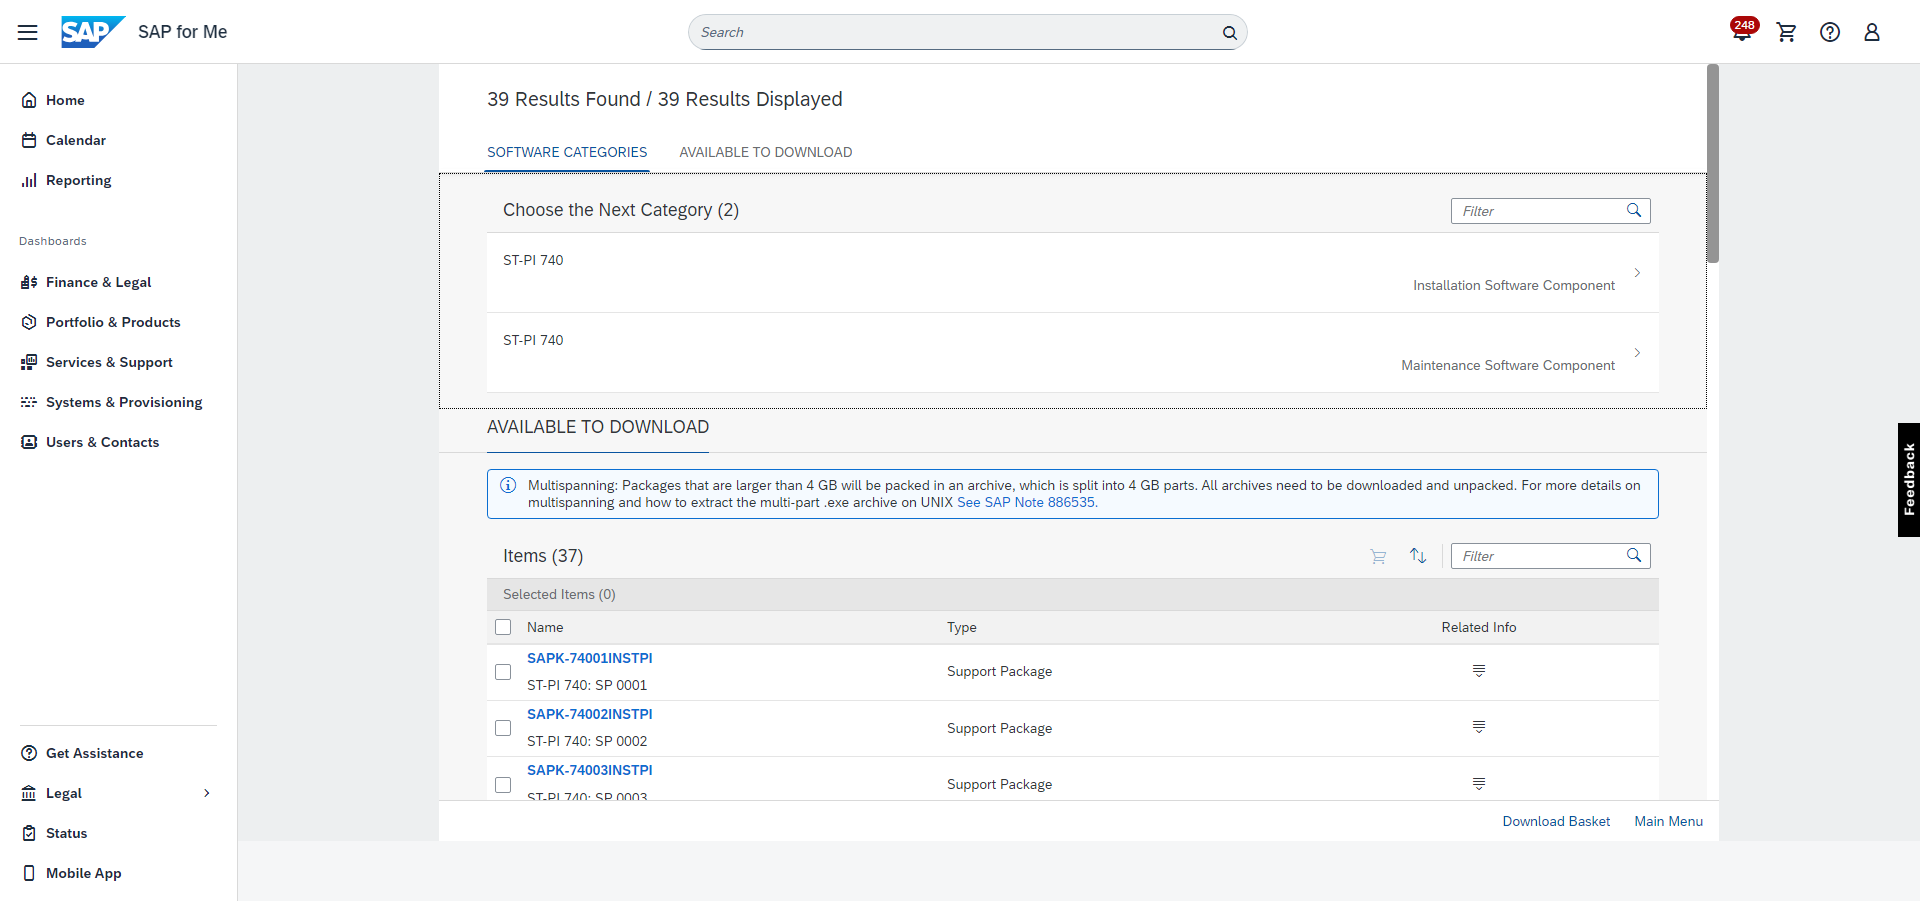 SAP
SAP for Me
Search
248
Home
Calendar
Reporting
Dashboards
Finance & Legal
Portfolio & Products
Services & Support
Systems & Provisioning
Users & Contacts
Get Assistance
Legal
Status
Mobile App
39 Results Found / 39 Results Displayed
SOFTWARE CATEGORIES
AVAILABLE TO DOWNLOAD
Choose the Next Category (2)
Filter
ST-PI 740
Installation Software Component
ST-PI 740
Maintenance Software Component
AVAILABLE TO DOWNLOAD
Multispanning: Packages that are larger than 4 GB will be packed in an archive, which is split into 4 GB parts. All archives need to be downloaded and unpacked. For more details on
multispanning and how to extract the multi-part .exe archive on UNIX See SAP Note 886535.
Items (37)
Filter
Selected Items (0)
Name Type Related Info
SAPK-74001INSTPI
ST-PI 740: SP 0001
Support Package
SAPK-74002INSTPI
ST-PI 740: SP 0002
Support Package
SAPK-74003INSTPI
ST-PI 740: SP 0003
Support Package
Download Basket Main Menu
Feedback